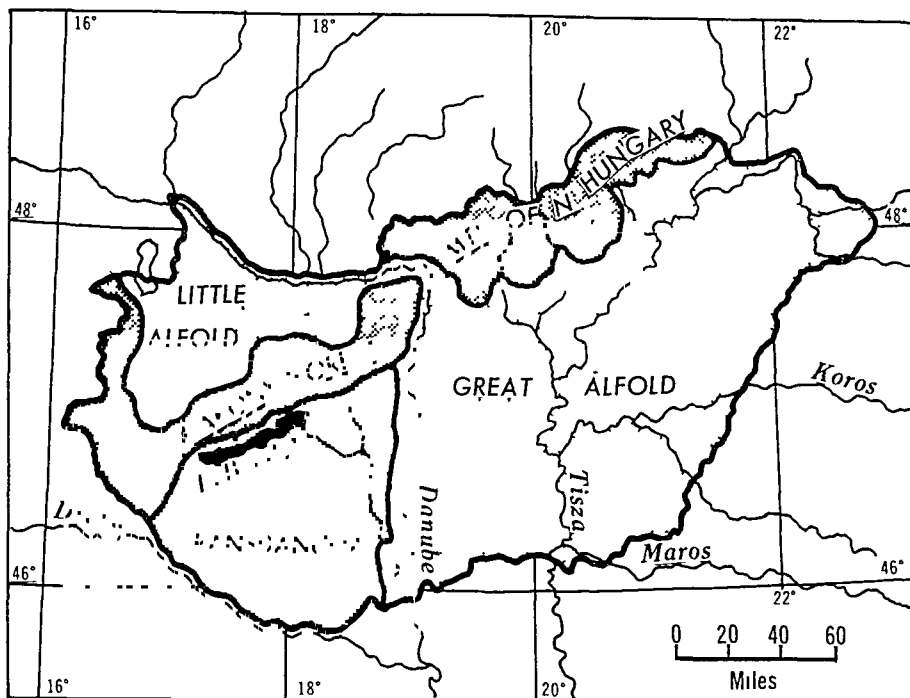 16°
18°
20°
22°
48°
48°
OF N. HUNGARY
LITTLE
ALFOLD
GREAT ALFOLD
Koros
Danube
Tisza
Maros
46°
46°
22°
16°
18°
20°
0 20 40 60
Miles